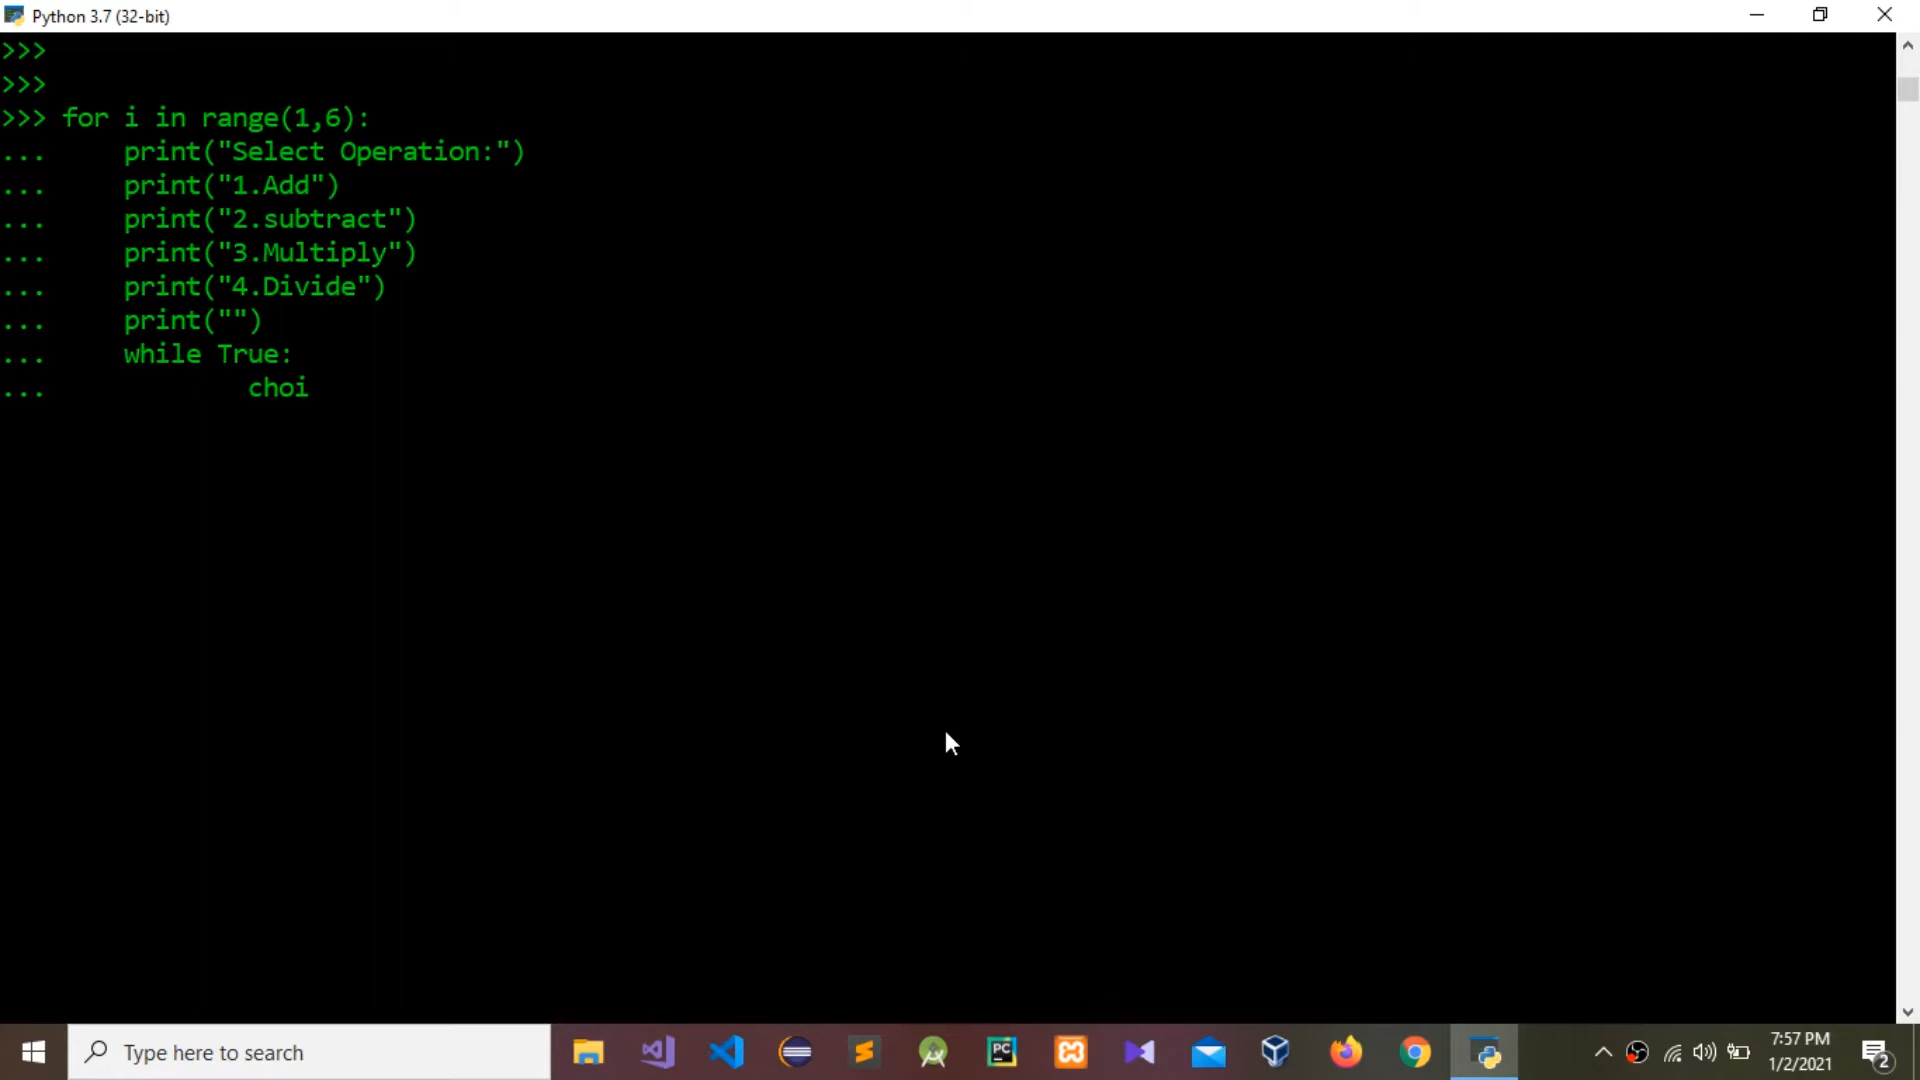 Python 3.7 (32-bit)
>>>
>>>
>>> for i in range(1,6):
...     print("Select Operation:")
...     print("1.Add")
...     print("2.subtract")
...     print("3.Multiply")
...     print("4.Divide")
...     print("")
...     while True:
...             choi
Type here to search
PC
7:57 PM
1/2/2021
2